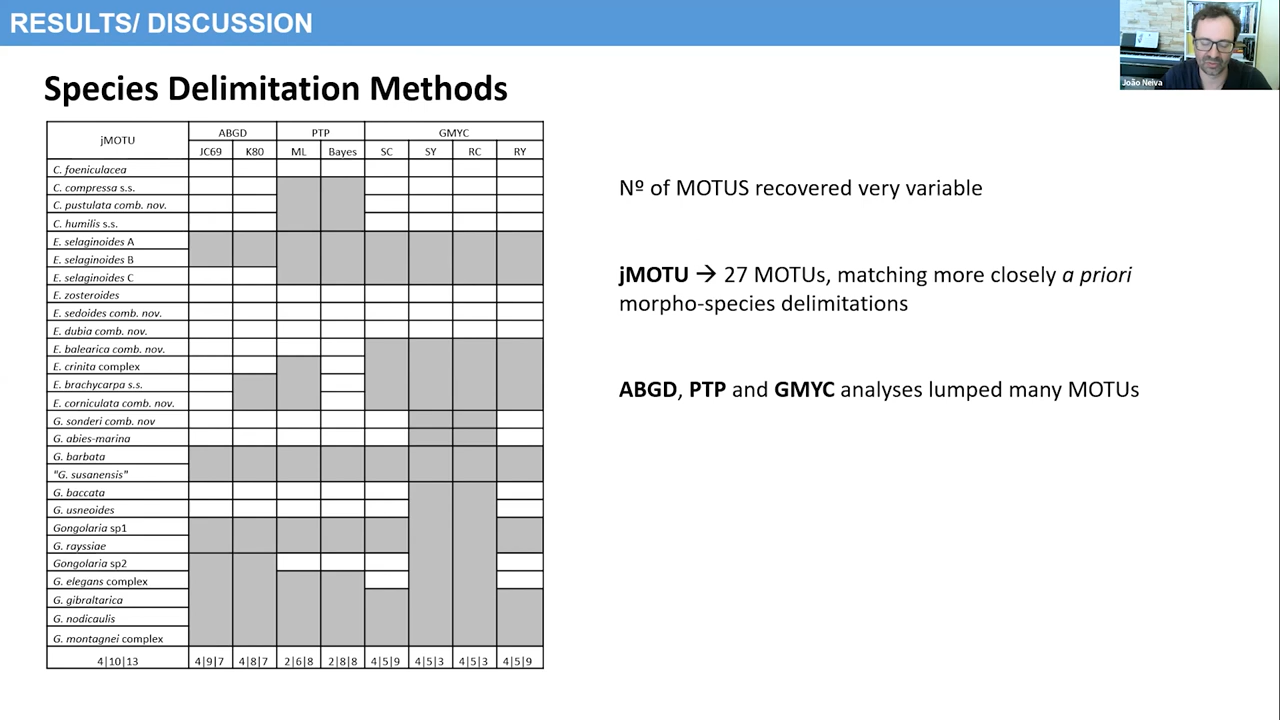 RESULTS/ DISCUSSION
João Neiva
Species Delimitation Methods
jMOTU ABGD PTP GMYC
JC69 K80 ML Bayes SC SY RC RY
C. foeniculacea
C. compressa s.s.
C. pustulata comb. nov.
C. humilis s.s.
E. selaginoides A
E. selaginoides B
E. selaginoides C
E. zosteroides
E. sedoides comb. nov.
E. dubia comb. nov.
E. balearica comb. nov.
E. crinita complex
E. brachycarpa s.s.
E. corniculata comb. nov.
G. sonderi comb. nov
G. abies-marina
G. barbata
"G. susanensis"
G. baccata
G. usneoides
Gongolaria sp1
G. rayssiae
Gongolaria sp2
G. elegans complex
G. gibraltarica
G. nodicaulis
G. montagnei complex
4|10|13 4|9|7 4|8|7 2|6|8 2|8|8 4|5|9 4|5|3 4|5|3 4|5|9
Nº of MOTUS recovered very variable
jMOTU → 27 MOTUs, matching more closely a priori
morpho-species delimitations
ABGD, PTP and GMYC analyses lumped many MOTUs